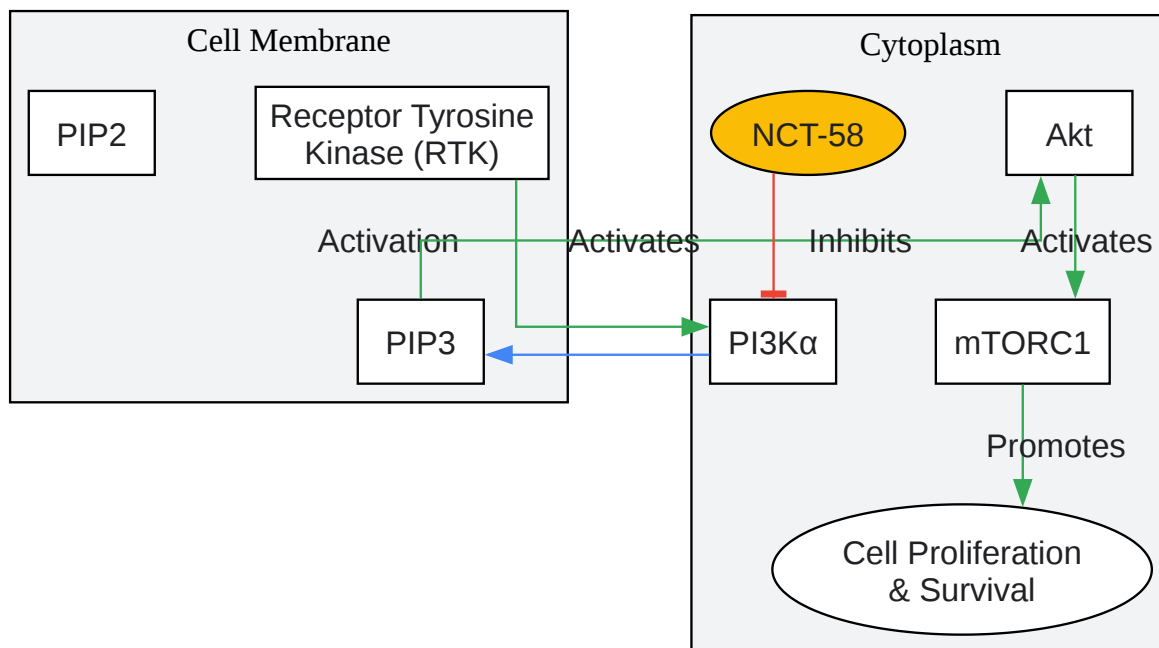 Cell Membrane
Cytoplasm
PIP2
Receptor Tyrosine
Kinase (RTK)
NCT-58
Akt
Activation
Activates
Inhibits
Activates
PIP3
PI3Kα
mTORC1
Promotes
Cell Proliferation
& Survival